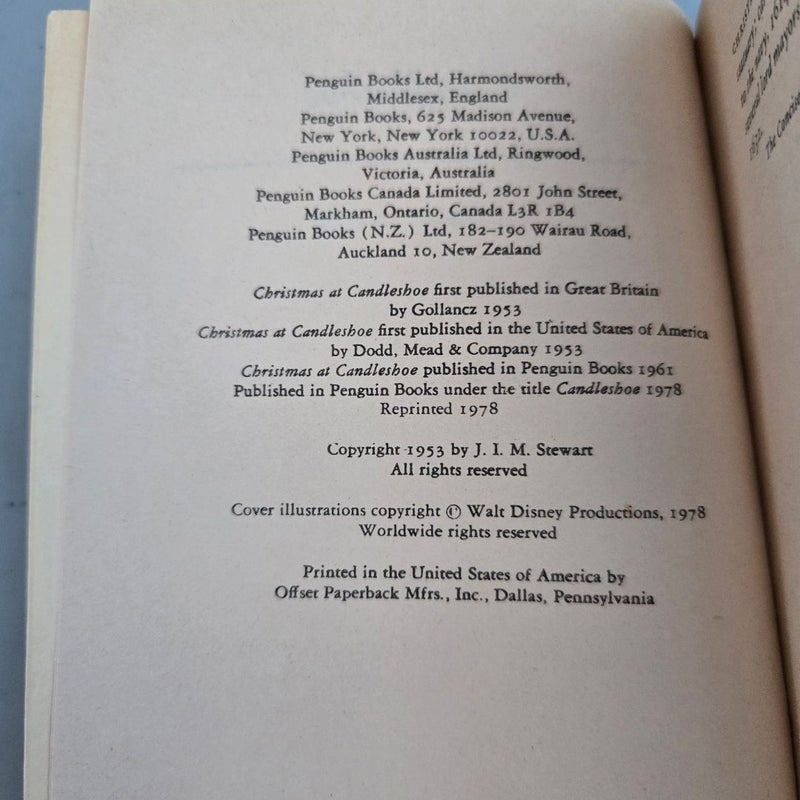 Penguin Books Ltd, Harmondsworth,
Middlesex, England
Penguin Books, 625 Madison Avenue,
New York, New York 10022, U.S.A.
Penguin Books Australia Ltd, Ringwood,
Victoria, Australia
Penguin Books Canada Limited, 2801 John Street,
Markham, Ontario, Canada L3R 1B4
Penguin Books (N.Z.) Ltd, 182–190 Wairau Road,
Auckland 10, New Zealand
Christmas at Candleshoe first published in Great Britain
by Gollancz 1953
Christmas at Candleshoe first published in the United States of America
by Dodd, Mead & Company 1953
Christmas at Candleshoe published in Penguin Books 1961
Published in Penguin Books under the title Candleshoe 1978
Reprinted 1978
Copyright 1953 by J. I. M. Stewart
All rights reserved
Cover illustrations copyright © Walt Disney Productions, 1978
Worldwide rights reserved
Printed in the United States of America by
Offset Paperback Mfrs., Inc., Dallas, Pennsylvania
lord mayors
The Concise